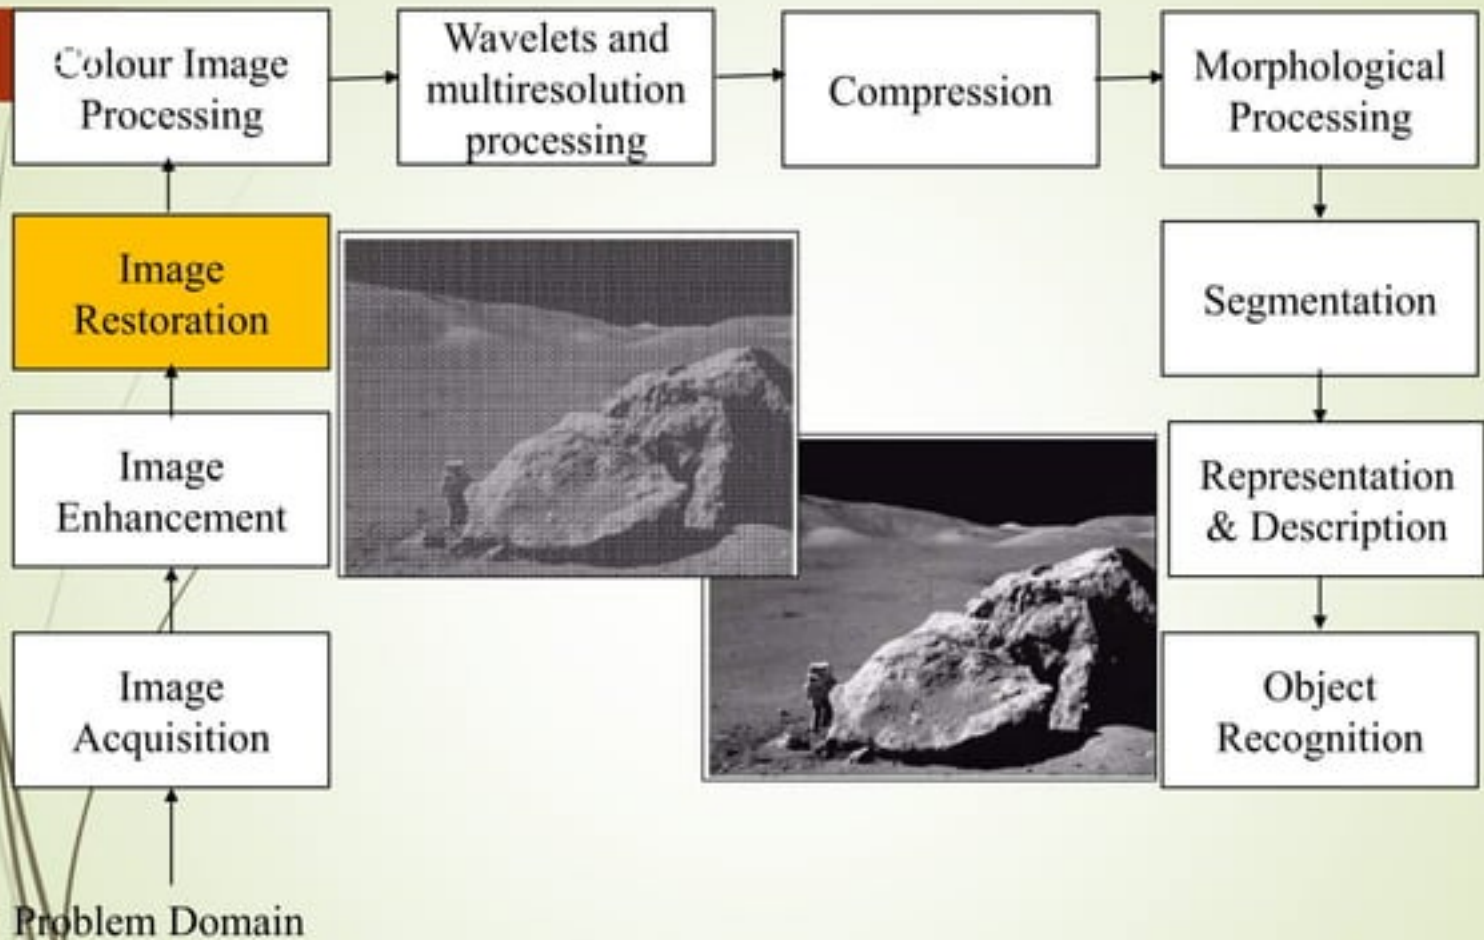 Colour Image
Processing
Wavelets and
multiresolution
processing
Compression
Morphological
Processing
Image
Restoration
Segmentation
Image
Enhancement
Representation
& Description
Image
Acquisition
Object
Recognition
Problem Domain